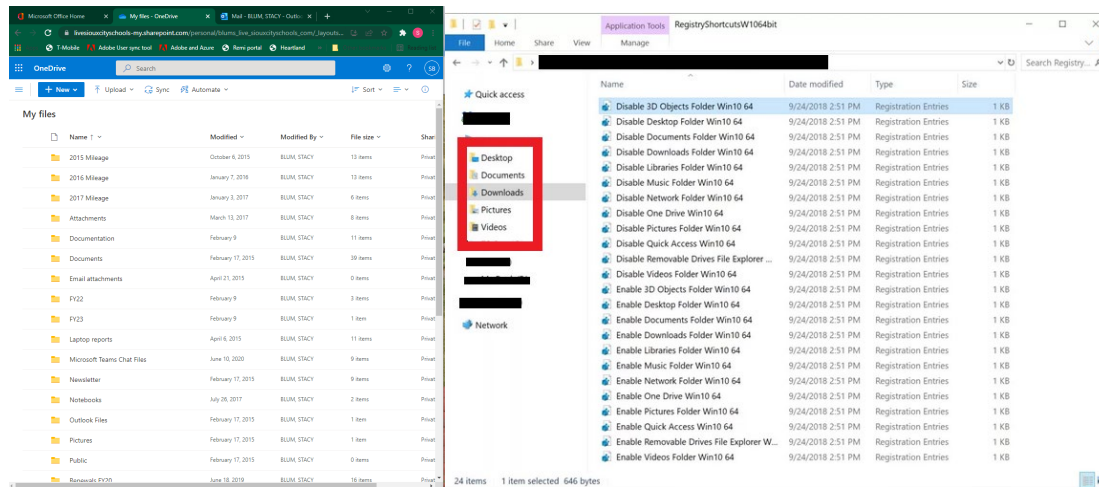 Microsoft Office Home
My files - OneDrive
Mail - BLUM, STACY - Outlo
livesiouxcityschools-my.sharepoint.com/personal/blums_live_siouxcityschools_com/_layouts...
T-Mobile Adobe User sync tool Adobe and Azure Remi portal Heartland
OneDrive Search ? SB
+ New Upload Sync Automate Sort
My files
Name ↑ Modified Modified By File size Shar
2015 Mileage October 6, 2015 BLUM, STACY 13 items Privat
2016 Mileage January 7, 2016 BLUM, STACY 13 items Privat
2017 Mileage January 3, 2017 BLUM, STACY 6 items Privat
Attachments March 13, 2017 BLUM, STACY 8 items Privat
Documentation February 9 BLUM, STACY 11 items Privat
Documents February 17, 2015 BLUM, STACY 39 items Privat
Email attachments April 21, 2015 BLUM, STACY 0 items Privat
FY22 February 9 BLUM, STACY 3 items Privat
FY23 February 9 BLUM, STACY 1 item Privat
Laptop reports April 6, 2015 BLUM, STACY 11 items Privat
Microsoft Teams Chat Files June 10, 2020 BLUM, STACY 9 items Privat
Newsletter February 17, 2015 BLUM, STACY 9 items Privat
Notebooks July 26, 2017 BLUM, STACY 2 items Privat
Outlook Files February 17, 2015 BLUM, STACY 1 item Privat
Pictures February 17, 2015 BLUM, STACY 1 item Privat
Public February 17, 2015 BLUM, STACY 0 items Privat
Renewals FY20 June 18, 2019 BLUM, STACY 16 items Privat
Application Tools RegistryShortcutsW1064bit
File Home Share View Manage
Search Registry...
Quick access
Desktop
Documents
Downloads
Pictures
Videos
Network
Name Date modified Type Size
Disable 3D Objects Folder Win10 64 9/24/2018 2:51 PM Registration Entries 1 KB
Disable Desktop Folder Win10 64 9/24/2018 2:51 PM Registration Entries 1 KB
Disable Documents Folder Win10 64 9/24/2018 2:51 PM Registration Entries 1 KB
Disable Downloads Folder Win10 64 9/24/2018 2:51 PM Registration Entries 1 KB
Disable Libraries Folder Win10 64 9/24/2018 2:51 PM Registration Entries 1 KB
Disable Music Folder Win10 64 9/24/2018 2:51 PM Registration Entries 1 KB
Disable Network Folder Win10 64 9/24/2018 2:51 PM Registration Entries 1 KB
Disable One Drive Win10 64 9/24/2018 2:51 PM Registration Entries 1 KB
Disable Pictures Folder Win10 64 9/24/2018 2:51 PM Registration Entries 1 KB
Disable Quick Access Win10 64 9/24/2018 2:51 PM Registration Entries 1 KB
Disable Removable Drives File Explorer ... 9/24/2018 2:51 PM Registration Entries 1 KB
Disable Videos Folder Win10 64 9/24/2018 2:51 PM Registration Entries 1 KB
Enable 3D Objects Folder Win10 64 9/24/2018 2:51 PM Registration Entries 1 KB
Enable Desktop Folder Win10 64 9/24/2018 2:51 PM Registration Entries 1 KB
Enable Documents Folder Win10 64 9/24/2018 2:51 PM Registration Entries 1 KB
Enable Downloads Folder Win10 64 9/24/2018 2:51 PM Registration Entries 1 KB
Enable Libraries Folder Win10 64 9/24/2018 2:51 PM Registration Entries 1 KB
Enable Music Folder Win10 64 9/24/2018 2:51 PM Registration Entries 1 KB
Enable Network Folder Win10 64 9/24/2018 2:51 PM Registration Entries 1 KB
Enable One Drive Win10 64 9/24/2018 2:51 PM Registration Entries 1 KB
Enable Pictures Folder Win10 64 9/24/2018 2:51 PM Registration Entries 1 KB
Enable Quick Access Win10 64 9/24/2018 2:51 PM Registration Entries 1 KB
Enable Removable Drives File Explorer W... 9/24/2018 2:51 PM Registration Entries 1 KB
Enable Videos Folder Win10 64 9/24/2018 2:51 PM Registration Entries 1 KB
24 items 1 item selected 646 bytes